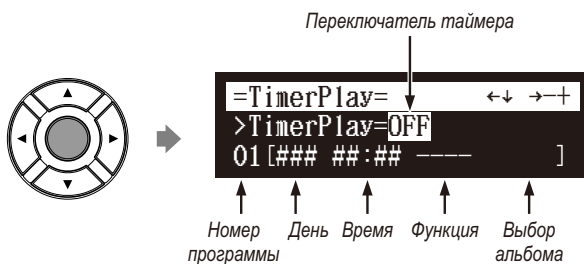 Переключатель таймера
=TimerPlay= ←↓ →−+
>TimerPlay=OFF
01[### ##:## ---- ]
Номер программы
День
Время
Функция
Выбор альбома